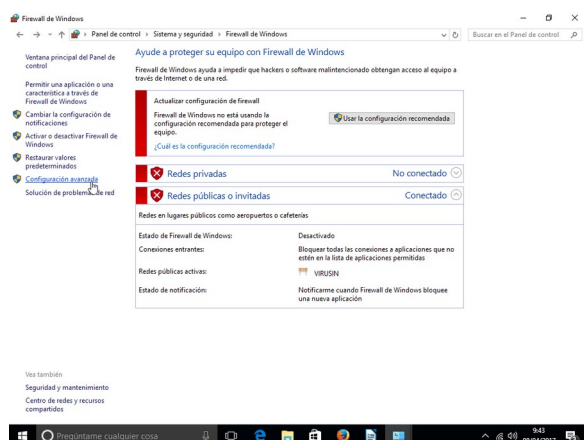 Firewall de Windows
Panel de control > Sistema y seguridad > Firewall de Windows
Buscar en el Panel de control
Ventana principal del Panel de
control
Permitir una aplicación o una
característica a través de
Firewall de Windows
Cambiar la configuración de
notificaciones
Activar o desactivar Firewall de
Windows
Restaurar valores
predeterminados
Configuración avanzada
Solución de problemas de red
Ayude a proteger su equipo con Firewall de Windows
Firewall de Windows ayuda a impedir que hackers o software malintencionado obtengan acceso al equipo a
través de Internet o de una red.
Actualizar configuración de firewall
Firewall de Windows no está usando la
configuración recomendada para proteger el
equipo.
Usar la configuración recomendada
¿Cuál es la configuración recomendada?
Redes privadas No conectado
Redes públicas o invitadas Conectado
Redes en lugares públicos como aeropuertos o cafeterías
Estado de Firewall de Windows: Desactivado
Conexiones entrantes: Bloquear todas las conexiones a aplicaciones que no
estén en la lista de aplicaciones permitidas
Redes públicas activas: VIRUSIN
Estado de notificación: Notificarme cuando Firewall de Windows bloquee
una nueva aplicación
Vea también
Seguridad y mantenimiento
Centro de redes y recursos
compartidos
Pregúntame cualquier cosa
9:43